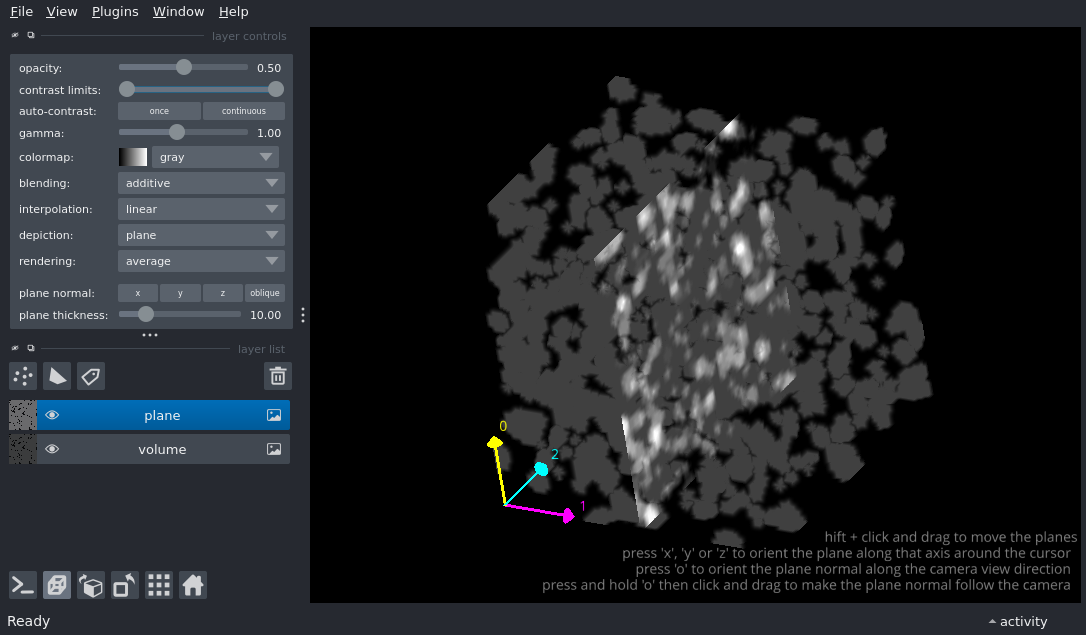 File View Plugins Window Help
layer controls
opacity: 0.50
contrast limits:
auto-contrast: once continuous
gamma: 1.00
colormap: gray
blending: additive
interpolation: linear
depiction: plane
rendering: average
plane normal: x y z oblique
plane thickness: 10.00
layer list
plane
volume
0
2
1
hift + click and drag to move the planes
press 'x', 'y' or 'z' to orient the plane along that axis around the cursor
press 'o' to orient the plane normal along the camera view direction
press and hold 'o' then click and drag to make the plane normal follow the camera
Ready activity